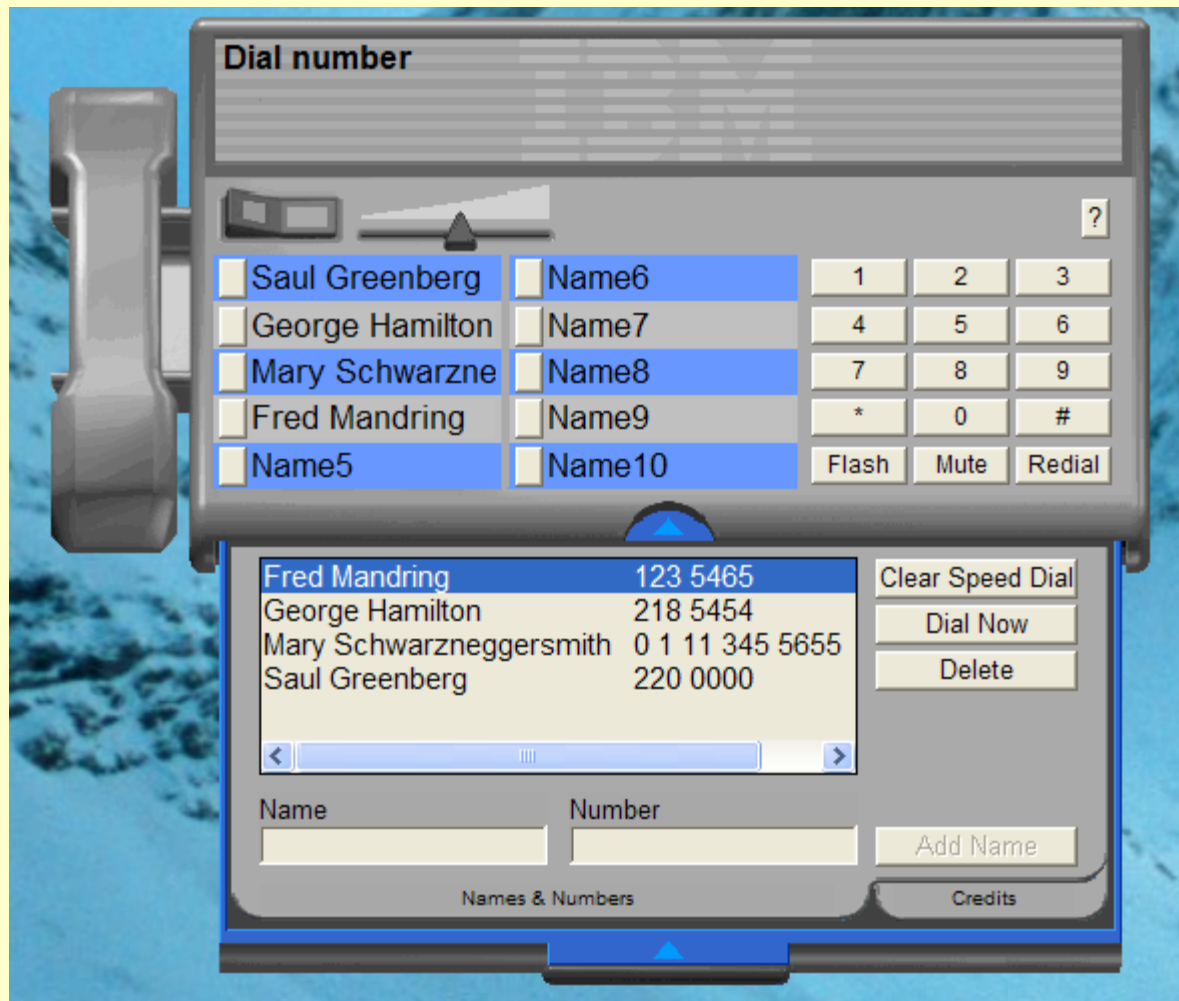 Dial number
IBM
?
Saul Greenberg Name6 1 2 3
George Hamilton Name7 4 5 6
Mary Schwarzne Name8 7 8 9
Fred Mandring Name9 * 0 #
Name5 Name10 Flash Mute Redial
Fred Mandring 123 5465 Clear Speed Dial
George Hamilton 218 5454 Dial Now
Mary Schwarzneggersmith 0 1 11 345 5655
Saul Greenberg 220 0000 Delete
Name Number
Add Name
Names & Numbers Credits